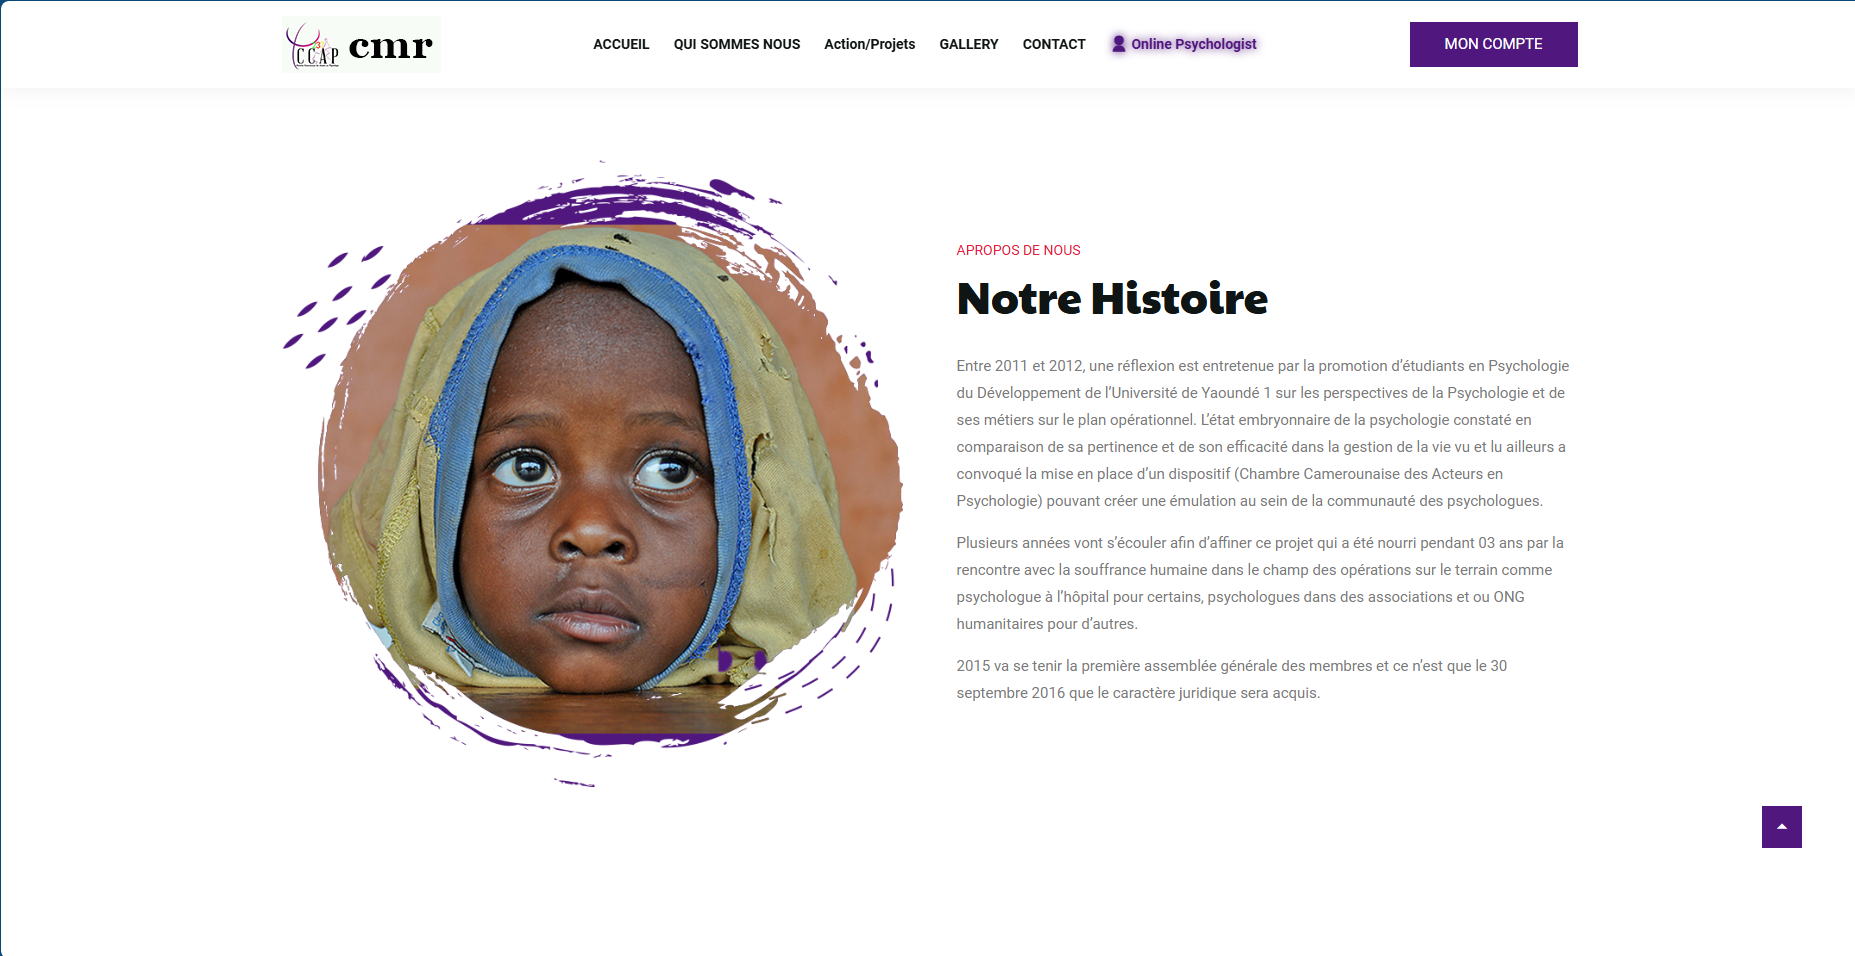 CCAP
cmr
ACCUEIL QUI SOMMES NOUS Action/Projets GALLERY CONTACT Online Psychologist
MON COMPTE
APROPOS DE NOUS
Notre Histoire
Entre 2011 et 2012, une réflexion est entretenue par la promotion d’étudiants en Psychologie
du Développement de l’Université de Yaoundé 1 sur les perspectives de la Psychologie et de
ses métiers sur le plan opérationnel. L’état embryonnaire de la psychologie constaté en
comparaison de sa pertinence et de son efficacité dans la gestion de la vie vu et lu ailleurs a
convoqué la mise en place d’un dispositif (Chambre Camerounaise des Acteurs en
Psychologie) pouvant créer une émulation au sein de la communauté des psychologues.
Plusieurs années vont s’écouler afin d’affiner ce projet qui a été nourri pendant 03 ans par la
rencontre avec la souffrance humaine dans le champ des opérations sur le terrain comme
psychologue à l’hôpital pour certains, psychologues dans des associations et ou ONG
humanitaires pour d’autres.
2015 va se tenir la première assemblée générale des membres et ce n’est que le 30
septembre 2016 que le caractère juridique sera acquis.